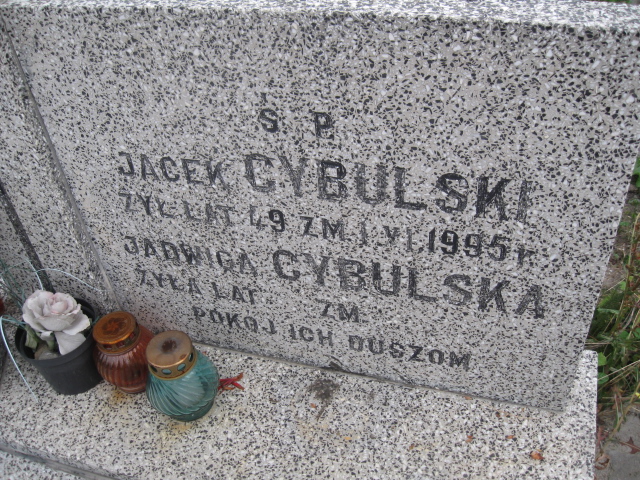 Ś. P.
JACEK CYBULSKI
ŻYŁ LAT 49 ZM. 1. VI. 1995 r.
JADWIGA CYBULSKA
ŻYŁA LAT ZM.
POKÓJ ICH DUSZOM